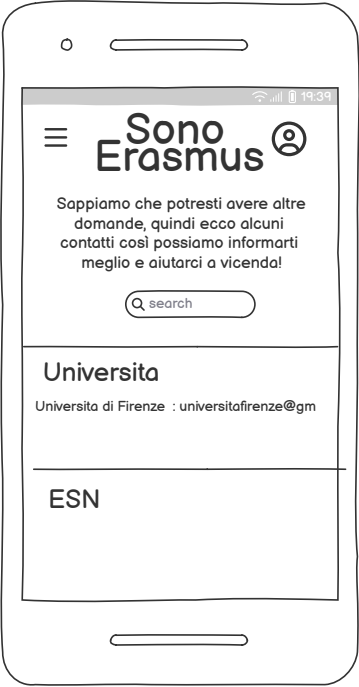 19:39
Sono
Erasmus
Sappiamo che potresti avere altre
domande, quindi ecco alcuni
contatti così possiamo informarti
meglio e aiutarci a vicenda!
search
Universita
Universita di Firenze : universitafirenze@gm
ESN